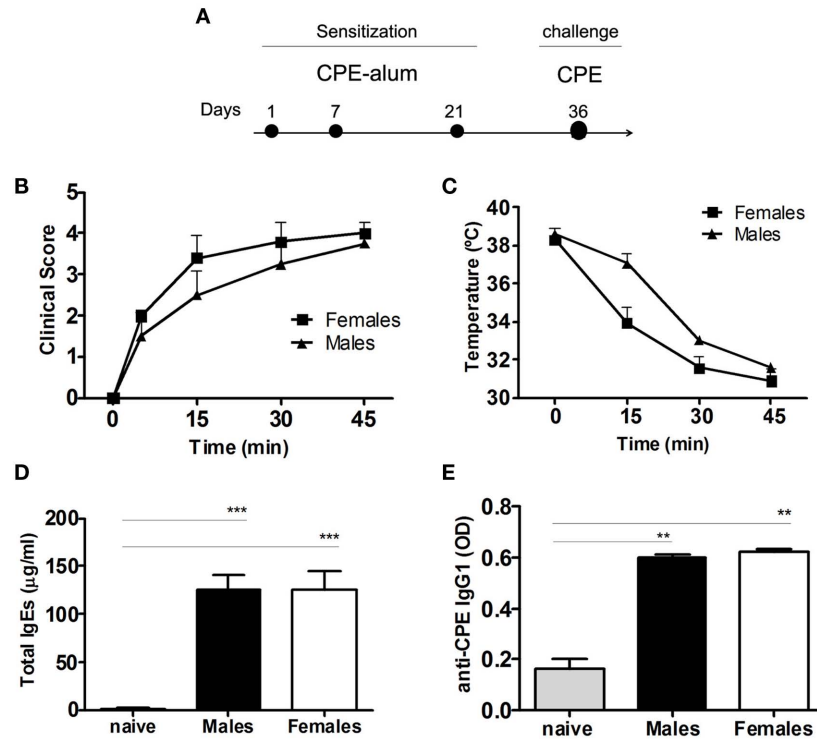 A
Sensitization challenge
CPE-alum CPE
Days 1 7 21 36
B
5
4
3
2
1
0
Clinical Score
Females
Males
0 15 30 45
Time (min)
C
40
38
36
34
32
30
Temperature (ºC)
Females
Males
0 15 30 45
Time (min)
D
200
150
100
50
0
Total IgEs (μg/ml)
***
***
naive Males Females
E
0.8
0.6
0.4
0.2
0.0
anti-CPE IgG1 (OD)
**
**
naive Males Females